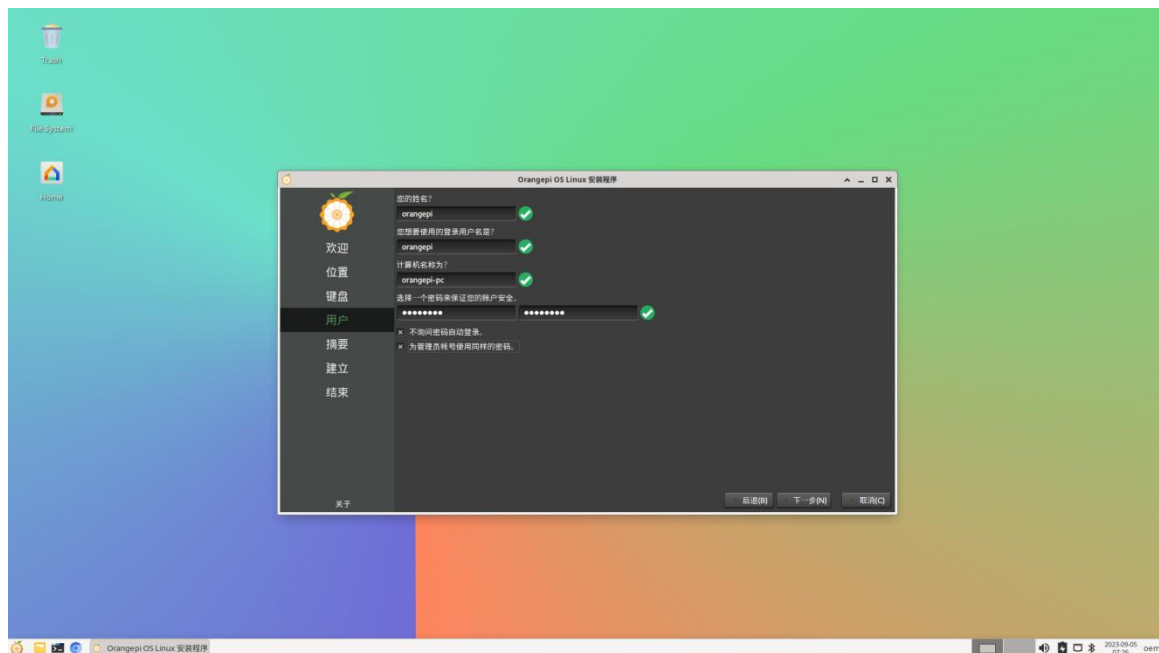 Trash
File System
Home
Orangepi OS Linux 安装程序
欢迎
位置
键盘
用户
摘要
建立
结束
关于
您的姓名?
orangepi
您想要使用的登录用户名是?
orangepi
计算机名称为?
orangepi-pc
选择一个密码来保证您的账户安全。
●●●●●●●● ●●●●●●●●
不询问密码自动登录。
为管理员帐号使用同样的密码。
后退(B) 下一步(N) 取消(C)
Orangepi OS Linux 安装程序
2023-09-05
07:26
oem